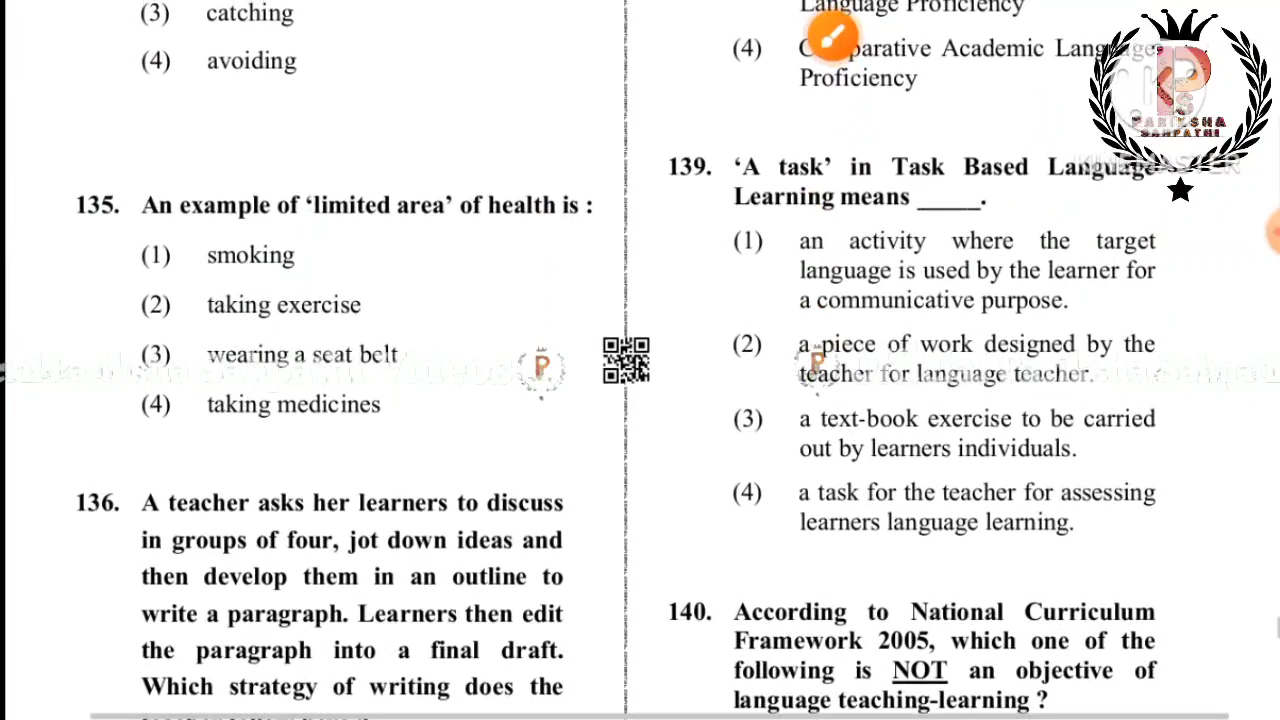 (3) catching
(4) avoiding
135. An example of ‘limited area’ of health is :
(1) smoking
(2) taking exercise
(3) wearing a seat belt
(4) taking medicines
136. A teacher asks her learners to discuss
in groups of four, jot down ideas and
then develop them in an outline to
write a paragraph. Learners then edit
the paragraph into a final draft.
Which strategy of writing does the
Language Proficiency
(4) Academic Language
Proficiency
139. ‘A task’ in Task Based Language
Learning means _____.
(1) an activity where the target
language is used by the learner for
a communicative purpose.
(2) a piece of work designed by the
teacher for language teacher.
(3) a text-book exercise to be carried
out by learners individuals.
(4) a task for the teacher for assessing
learners language learning.
140. According to National Curriculum
Framework 2005, which one of the
following is NOT an objective of
language teaching-learning ?
PARIKSHA
SANPATHI
KINEMASTER